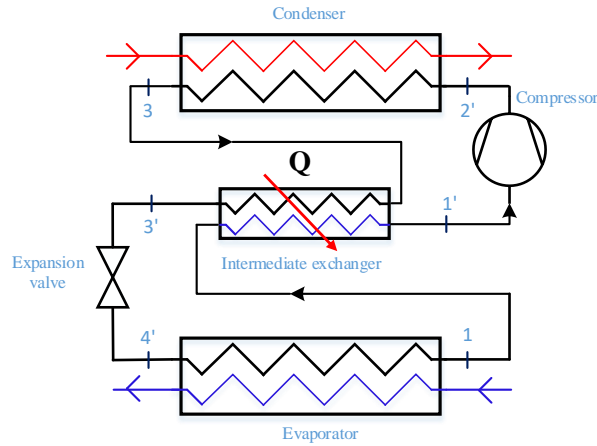 Condenser
3
2'
Compressor
Q
3'
1'
Intermediate exchanger
Expansion
valve
4'
1
Evaporator